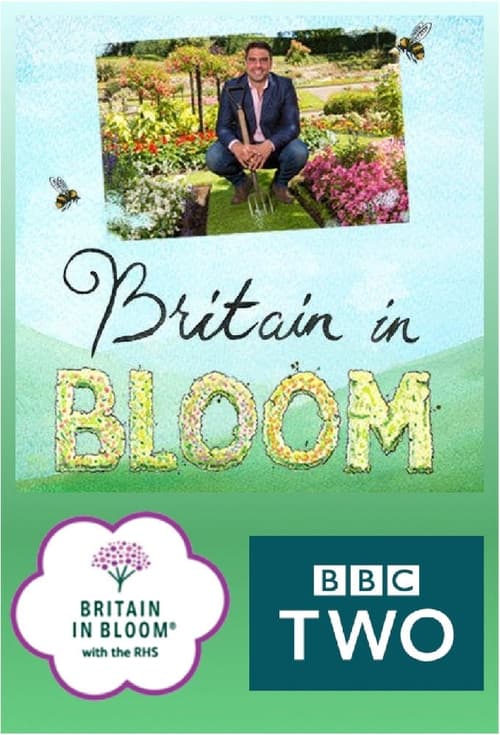 Britain in
BLOOM
BRITAIN
IN BLOOM®
with the RHS
BBC
TWO